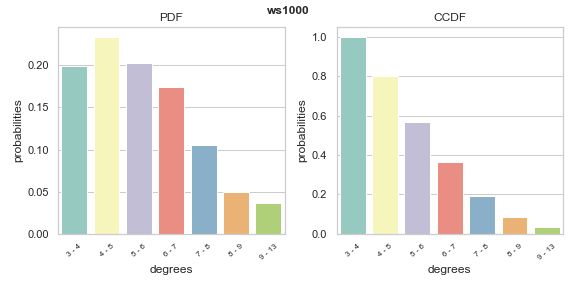 ws1000
PDF
CCDF
probabilities
0.20
0.15
0.10
0.05
0.00
3 - 4
4 - 5
5 - 6
6 - 7
7 - 8
8 - 9
9 - 13
degrees
probabilities
1.0
0.8
0.6
0.4
0.2
0.0
3 - 4
4 - 5
5 - 6
6 - 7
7 - 8
8 - 9
9 - 13
degrees